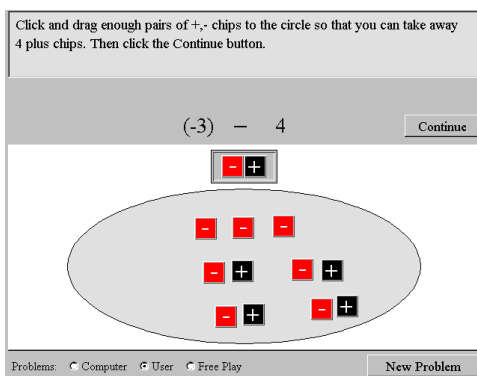 Click and drag enough pairs of +,- chips to the circle so that you can take away
4 plus chips. Then click the Continue button.
(-3) − 4
Continue
- +
- - -
- + - +
- + - +
Problems: Computer User Free Play
New Problem